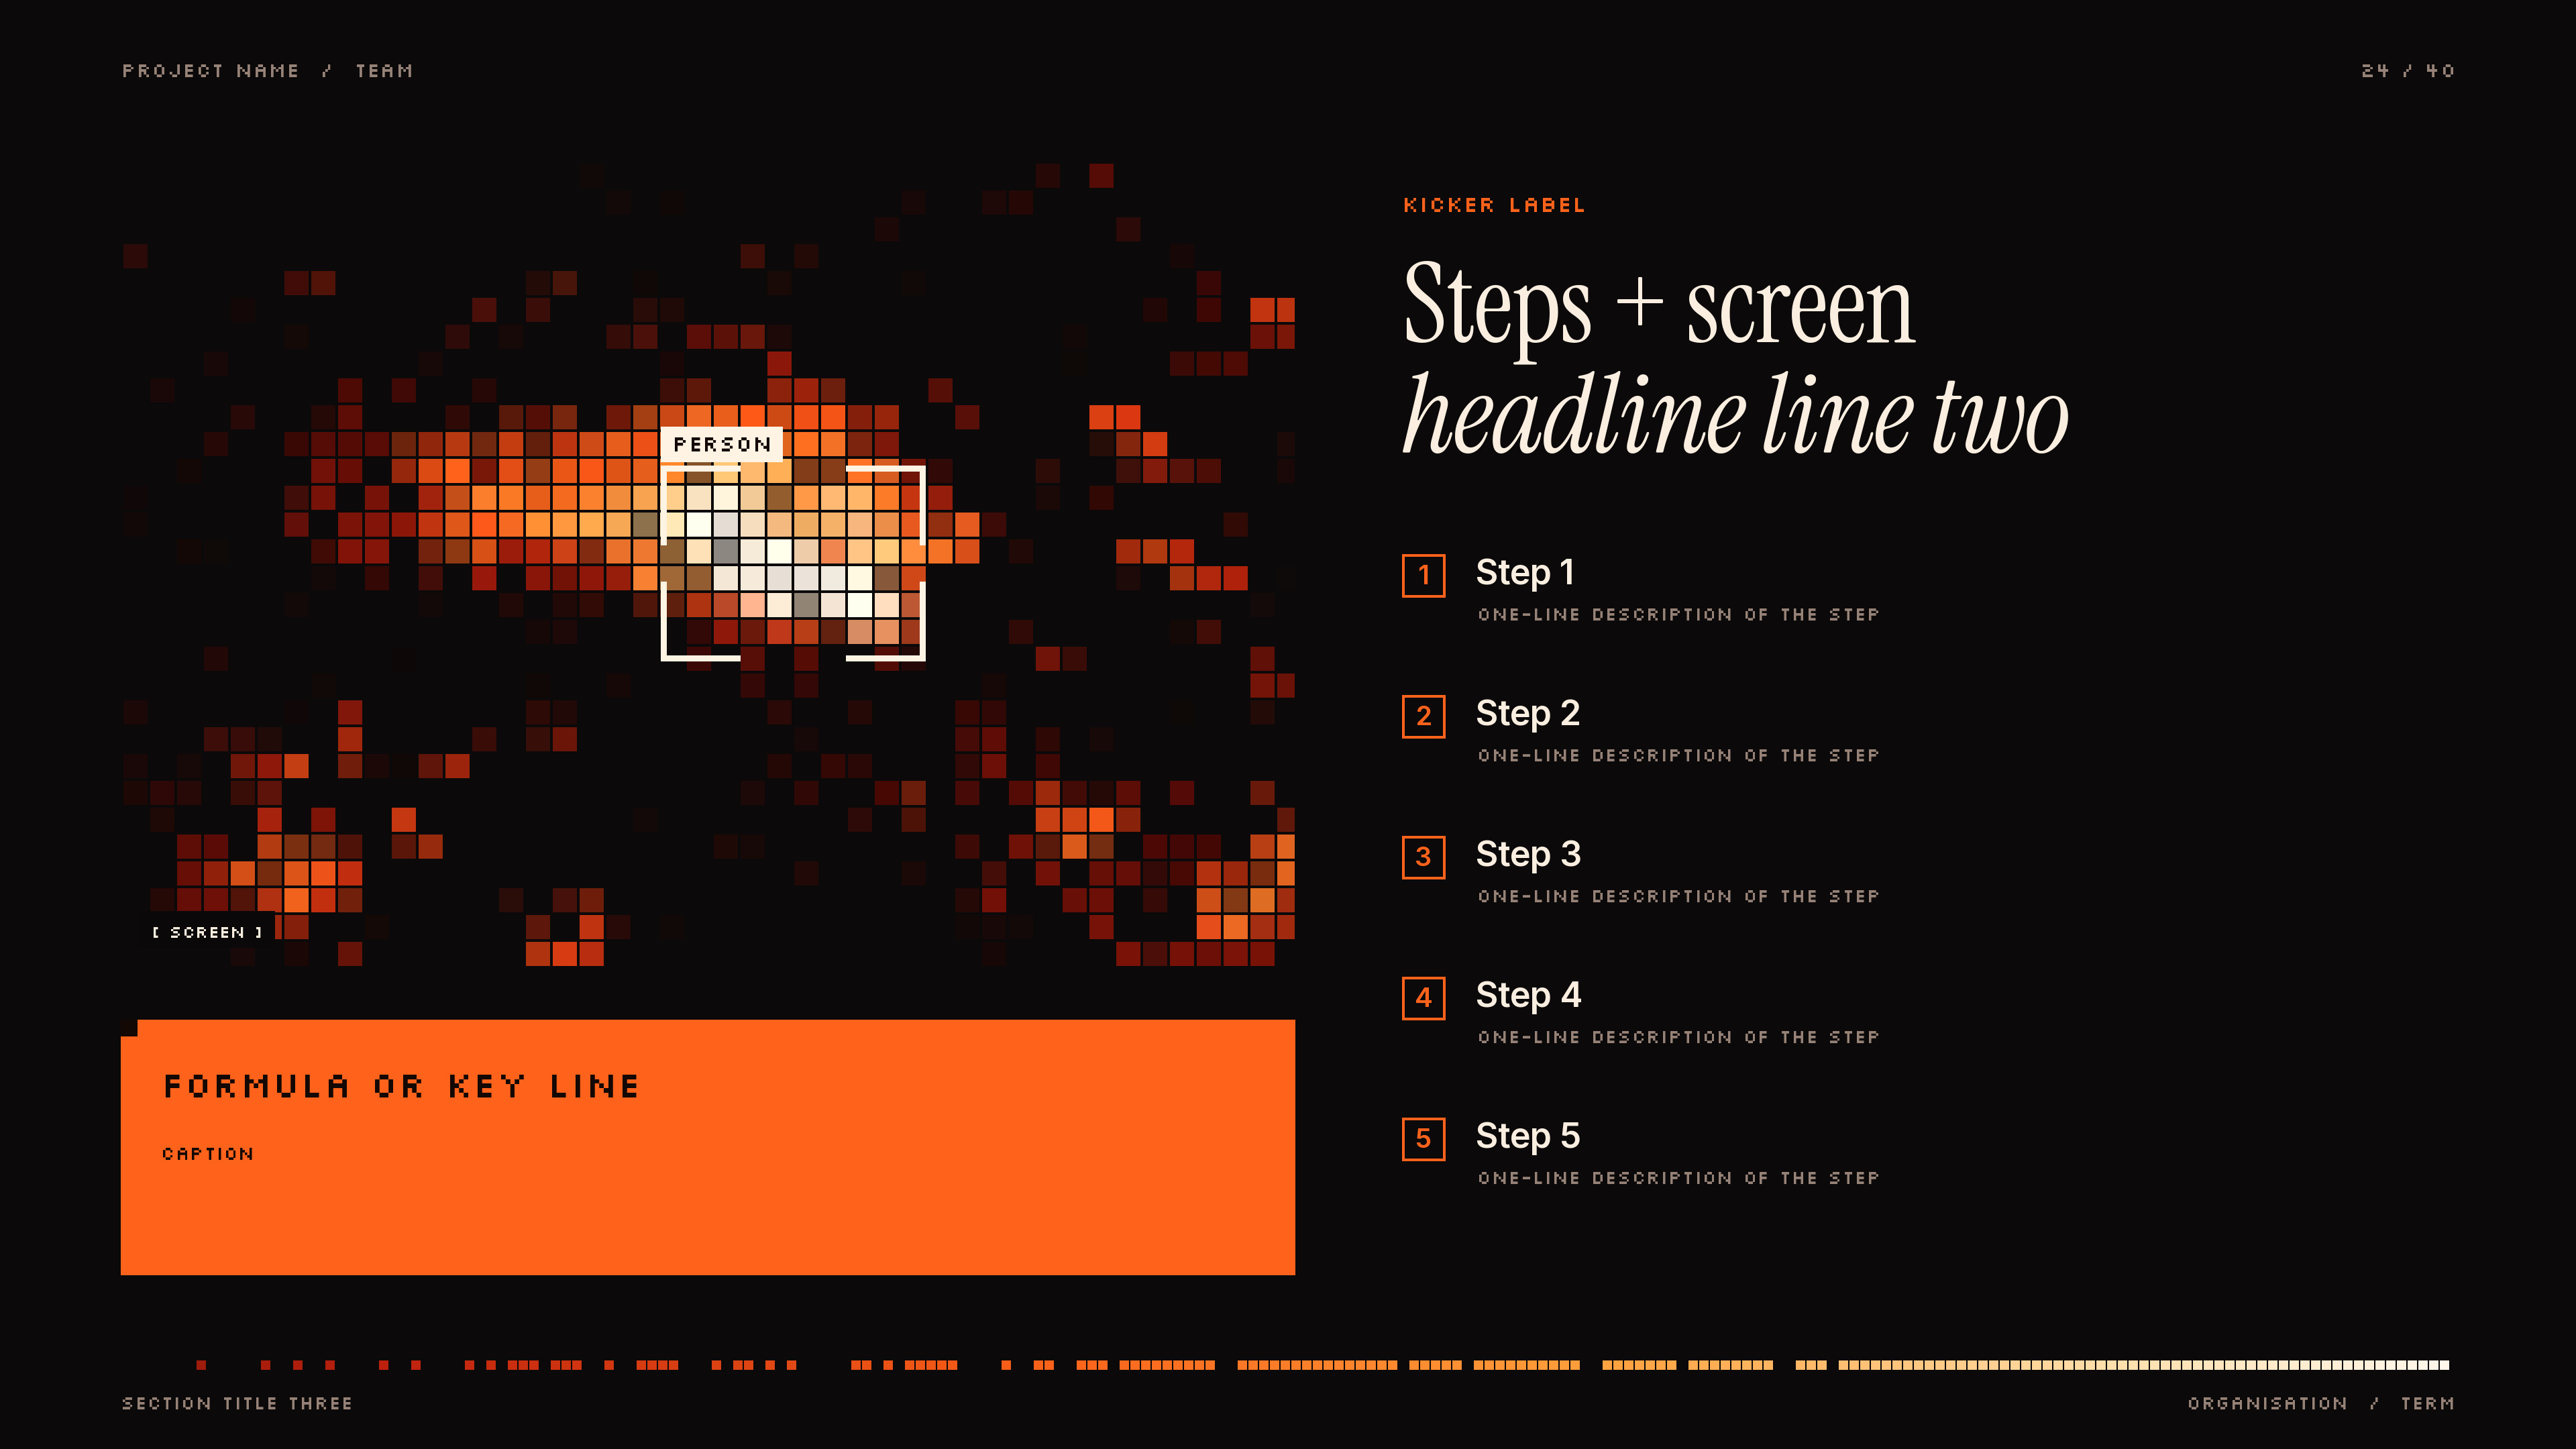 PROJECT NAME / TEAM
24 / 40
PERSON
[ SCREEN ]
FORMULA OR KEY LINE
CAPTION
KICKER LABEL
Steps + screen
headline line two
1 Step 1
ONE-LINE DESCRIPTION OF THE STEP
2 Step 2
ONE-LINE DESCRIPTION OF THE STEP
3 Step 3
ONE-LINE DESCRIPTION OF THE STEP
4 Step 4
ONE-LINE DESCRIPTION OF THE STEP
5 Step 5
ONE-LINE DESCRIPTION OF THE STEP
SECTION TITLE THREE
ORGANISATION / TERM